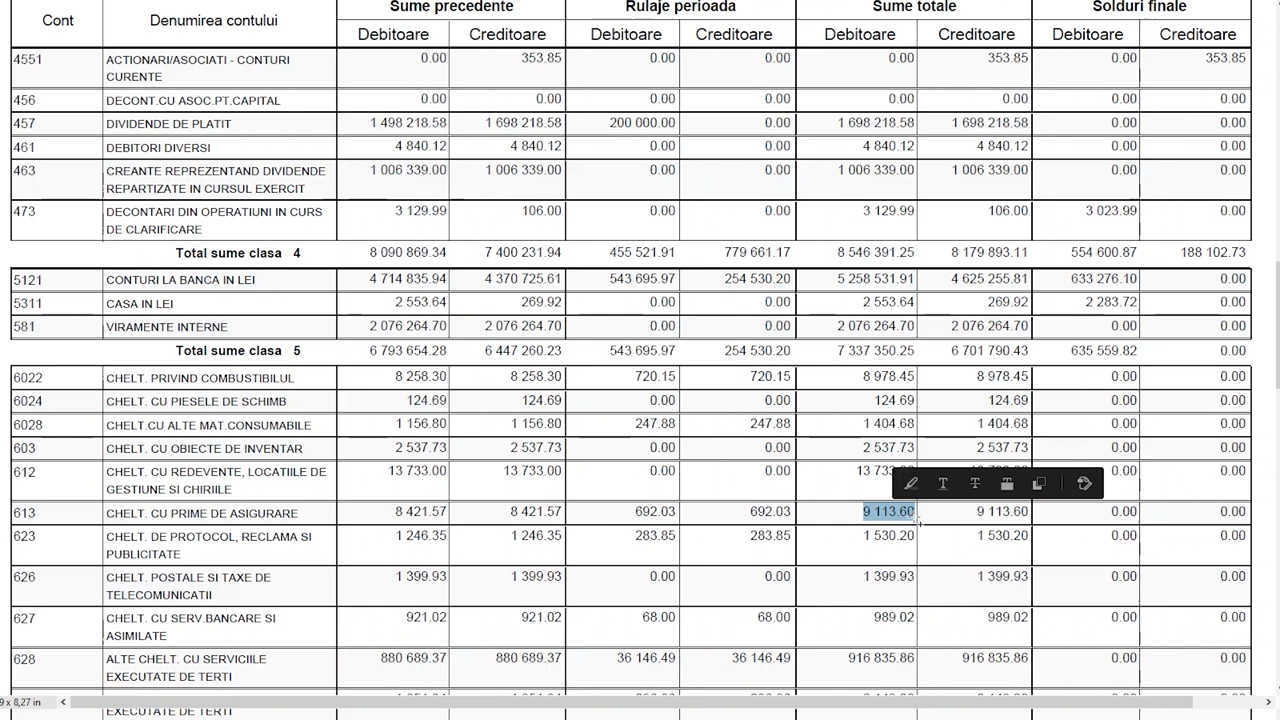 Cont Denumirea contului Sume precedente Rulaje perioada Sume totale Solduri finale
Debitoare Creditoare Debitoare Creditoare Debitoare Creditoare Debitoare Creditoare
4551 ACTIONARI/ASOCIATI - CONTURI 0.00 353.85 0.00 0.00 0.00 353.85 0.00 353.85
CURENTE
456 DECONT.CU ASOC.PT.CAPITAL 0.00 0.00 0.00 0.00 0.00 0.00 0.00 0.00
457 DIVIDENDE DE PLATIT 1 498 218.58 1 698 218.58 200 000.00 0.00 1 698 218.58 1 698 218.58 0.00 0.00
461 DEBITORI DIVERSI 4 840.12 4 840.12 0.00 0.00 4 840.12 4 840.12 0.00 0.00
463 CREANTE REPREZENTAND DIVIDENDE 1 006 339.00 1 006 339.00 0.00 0.00 1 006 339.00 1 006 339.00 0.00 0.00
REPARTIZATE IN CURSUL EXERCIT
473 DECONTARI DIN OPERATIUNI IN CURS 3 129.99 106.00 0.00 0.00 3 129.99 106.00 3 023.99 0.00
DE CLARIFICARE
Total sume clasa 4 8 090 869.34 7 400 231.94 455 521.91 779 661.17 8 546 391.25 8 179 893.11 554 600.87 188 102.73
5121 CONTURI LA BANCA IN LEI 4 714 835.94 4 370 725.61 543 695.97 254 530.20 5 258 531.91 4 625 255.81 633 276.10 0.00
5311 CASA IN LEI 2 553.64 269.92 0.00 0.00 2 553.64 269.92 2 283.72 0.00
581 VIRAMENTE INTERNE 2 076 264.70 2 076 264.70 0.00 0.00 2 076 264.70 2 076 264.70 0.00 0.00
Total sume clasa 5 6 793 654.28 6 447 260.23 543 695.97 254 530.20 7 337 350.25 6 701 790.43 635 559.82 0.00
6022 CHELT. PRIVIND COMBUSTIBILUL 8 258.30 8 258.30 720.15 720.15 8 978.45 8 978.45 0.00 0.00
6024 CHELT. CU PIESELE DE SCHIMB 124.69 124.69 0.00 0.00 124.69 124.69 0.00 0.00
6028 CHELT.CU ALTE MAT.CONSUMABILE 1 156.80 1 156.80 247.88 247.88 1 404.68 1 404.68 0.00 0.00
603 CHELT. CU OBIECTE DE INVENTAR 2 537.73 2 537.73 0.00 0.00 2 537.73 2 537.73 0.00 0.00
612 CHELT. CU REDEVENTE, LOCATIILE DE 13 733.00 13 733.00 0.00 0.00 13 733 0.00 0.00
GESTIUNE SI CHIRIILE
613 CHELT. CU PRIME DE ASIGURARE 8 421.57 8 421.57 692.03 692.03 9 113.60 9 113.60 0.00 0.00
623 CHELT. DE PROTOCOL, RECLAMA SI 1 246.35 1 246.35 283.85 283.85 1 530.20 1 530.20 0.00 0.00
PUBLICITATE
626 CHELT. POSTALE SI TAXE DE 1 399.93 1 399.93 0.00 0.00 1 399.93 1 399.93 0.00 0.00
TELECOMUNICATII
627 CHELT. CU SERV.BANCARE SI 921.02 921.02 68.00 68.00 989.02 989.02 0.00 0.00
ASIMILATE
628 ALTE CHELT. CU SERVICIILE 880 689.37 880 689.37 36 146.49 36 146.49 916 835.86 916 835.86 0.00 0.00
EXECUTATE DE TERTI
9 x 8,27 in
EXECUTATE DE TERTI